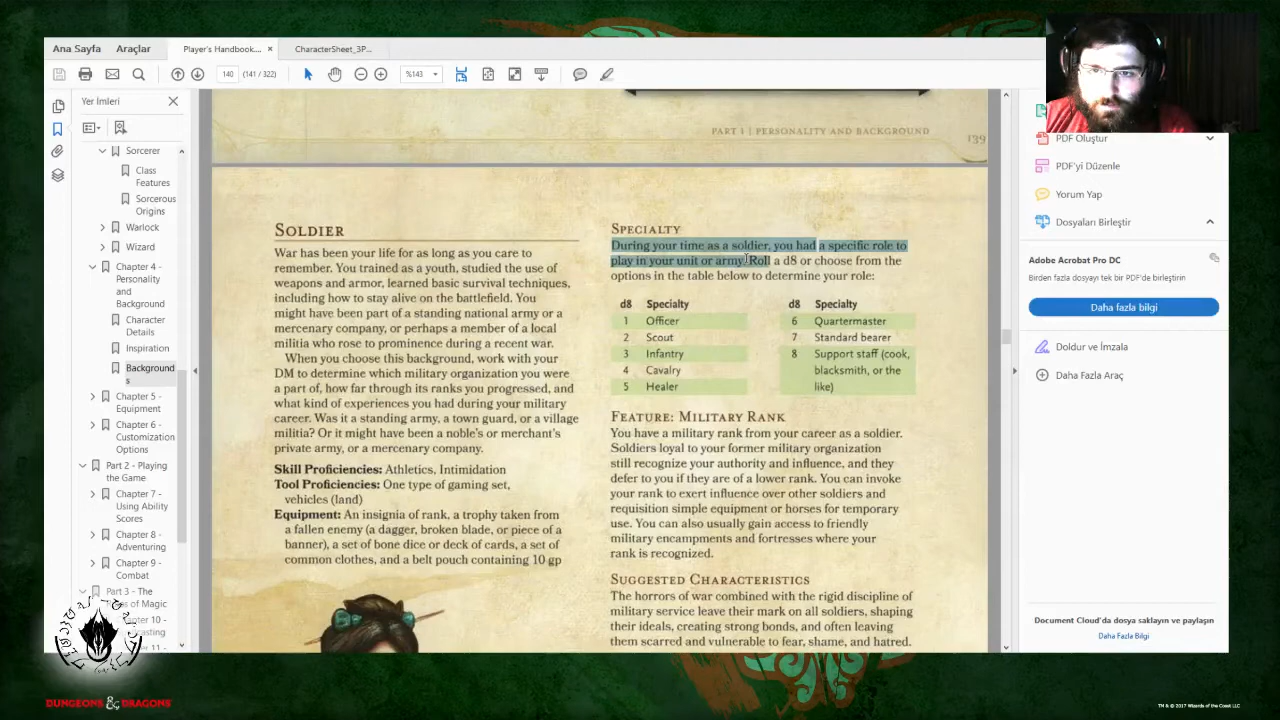 Ana Sayfa
Araçlar
Player's Handbook....
CharacterSheet_3P...
140
(141 / 322)
%143
Yer İmleri
Sorcerer
Class
Features
Sorcerous
Origins
Warlock
Wizard
Chapter 4 -
Personality
and
Background
Character
Details
Inspiration
Background
s
Chapter 5 -
Equipment
Chapter 6 -
Customization
Options
Part 2 - Playing
the Game
Chapter 7 -
Using Ability
Scores
Chapter 8 -
Adventuring
Chapter 9 -
Combat
Part 3 - The
of Magic
PART 1 | PERSONALITY AND BACKGROUND
139
SOLDIER
War has been your life for as long as you care to
remember. You trained as a youth, studied the use of
weapons and armor, learned basic survival techniques,
including how to stay alive on the battlefield. You
might have been part of a standing national army or a
mercenary company, or perhaps a member of a local
militia who rose to prominence during a recent war.
When you choose this background, work with your
DM to determine which military organization you were
a part of, how far through its ranks you progressed, and
what kind of experiences you had during your military
career. Was it a standing army, a town guard, or a village
militia? Or it might have been a noble's or merchant's
private army, or a mercenary company.
Skill Proficiencies: Athletics, Intimidation
Tool Proficiencies: One type of gaming set,
vehicles (land)
Equipment: An insignia of rank, a trophy taken from
a fallen enemy (a dagger, broken blade, or piece of a
banner), a set of bone dice or deck of cards, a set of
common clothes, and a belt pouch containing 10 gp
SPECIALTY
During your time as a soldier, you had a specific role to
play in your unit or army. Roll a d8 or choose from the
options in the table below to determine your role:
d8 Specialty
1 Officer
2 Scout
3 Infantry
4 Cavalry
5 Healer
d8 Specialty
6 Quartermaster
7 Standard bearer
8 Support staff (cook,
blacksmith, or the
like)
FEATURE: MILITARY RANK
You have a military rank from your career as a soldier.
Soldiers loyal to your former military organization
still recognize your authority and influence, and they
defer to you if they are of a lower rank. You can invoke
your rank to exert influence over other soldiers and
requisition simple equipment or horses for temporary
use. You can also usually gain access to friendly
military encampments and fortresses where your
rank is recognized.
SUGGESTED CHARACTERISTICS
The horrors of war combined with the rigid discipline of
military service leave their mark on all soldiers, shaping
their ideals, creating strong bonds, and often leaving
them scarred and vulnerable to fear, shame, and hatred.
PDF Oluştur
PDF'yi Düzenle
Yorum Yap
Dosyaları Birleştir
Adobe Acrobat Pro DC
Birden fazla dosyayı tek bir PDF'de birleştirin
Daha fazla bilgi
Doldur ve İmzala
Daha Fazla Araç
Document Cloud'da dosya saklayın ve paylaşın
Daha Fazla Bilgi
DUNGEONS & DRAGONS
TM & © 2017 Wizards of the Coast LLC